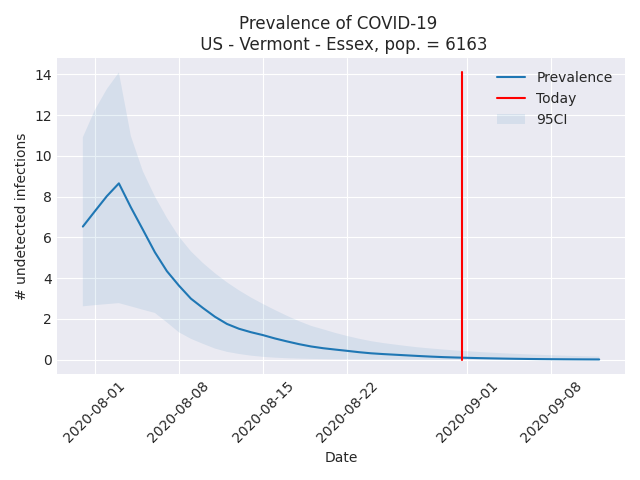 Prevalence of COVID-19
US - Vermont - Essex, pop. = 6163
Prevalence
Today
95CI
14
12
10
8
6
4
2
0
# undetected infections
2020-08-01
2020-08-08
2020-08-15
2020-08-22
2020-09-01
2020-09-08
Date